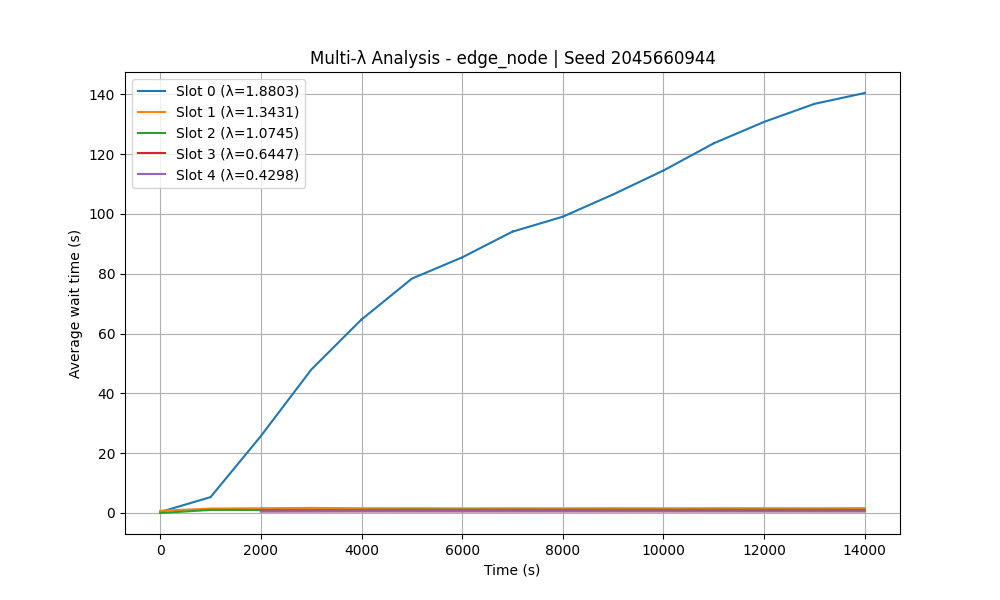 Multi-λ Analysis - edge_node | Seed 2045660944
Slot 0 (λ=1.8803)
Slot 1 (λ=1.3431)
Slot 2 (λ=1.0745)
Slot 3 (λ=0.6447)
Slot 4 (λ=0.4298)
Average wait time (s)
140
120
100
80
60
40
20
0
0 2000 4000 6000 8000 10000 12000 14000
Time (s)